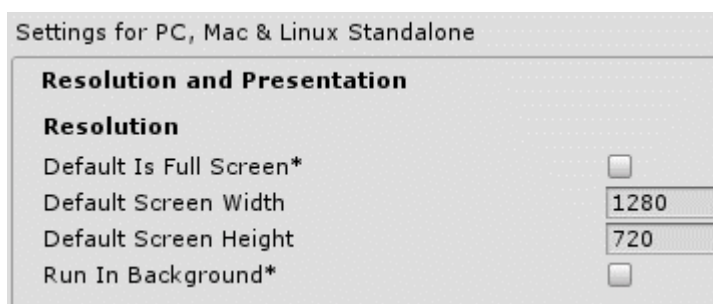 Settings for PC, Mac & Linux Standalone
Resolution and Presentation
Resolution
Default Is Full Screen*
Default Screen Width 1280
Default Screen Height 720
Run In Background*